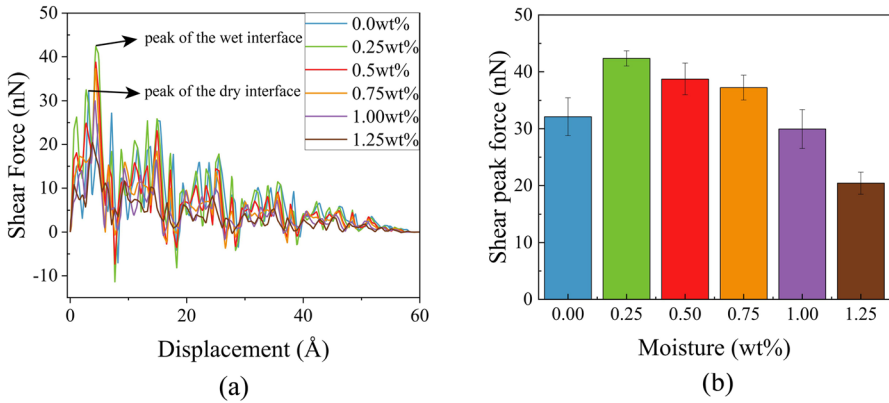 50
40
30
20
10
0
-10
Shear Force (nN)
peak of the wet interface
peak of the dry interface
0.0wt%
0.25wt%
0.5wt%
0.75wt%
1.00wt%
1.25wt%
0
20
40
60
Displacement (Å)
(a)
50
40
30
20
10
0
Shear peak force (nN)
0.00
0.25
0.50
0.75
1.00
1.25
Moisture (wt%)
(b)